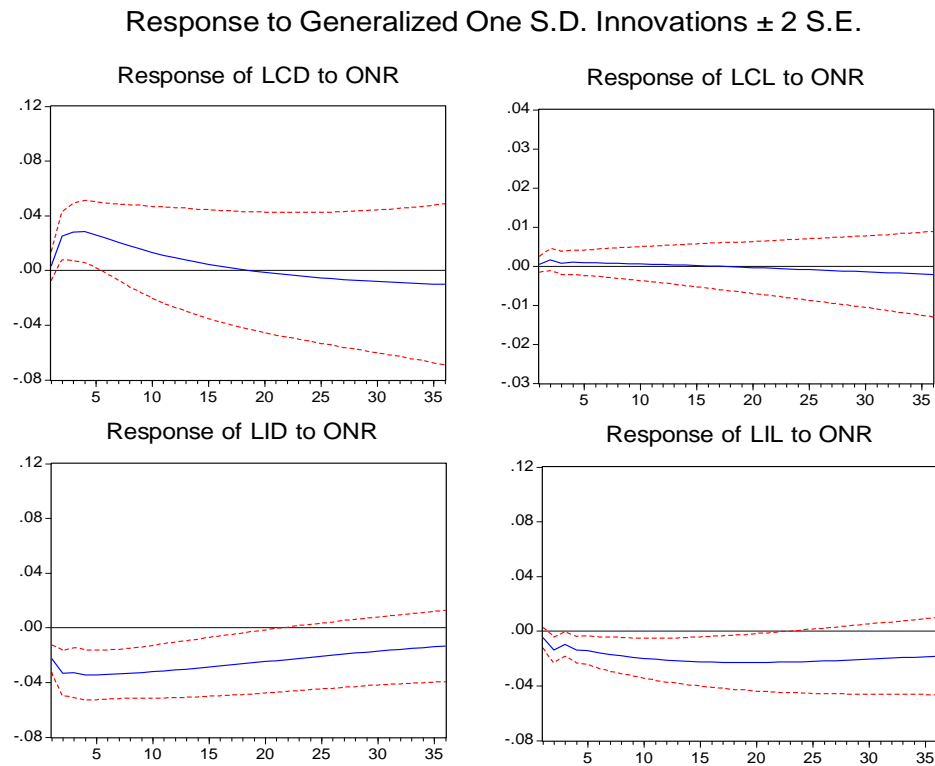 Response to Generalized One S.D. Innovations ± 2 S.E.
Response of LCD to ONR
.12
.08
.04
.00
-.04
-.08
5 10 15 20 25 30 35
Response of LCL to ONR
.04
.03
.02
.01
.00
-.01
-.02
-.03
5 10 15 20 25 30 35
Response of LID to ONR
.12
.08
.04
.00
-.04
-.08
5 10 15 20 25 30 35
Response of LIL to ONR
.12
.08
.04
.00
-.04
-.08
5 10 15 20 25 30 35